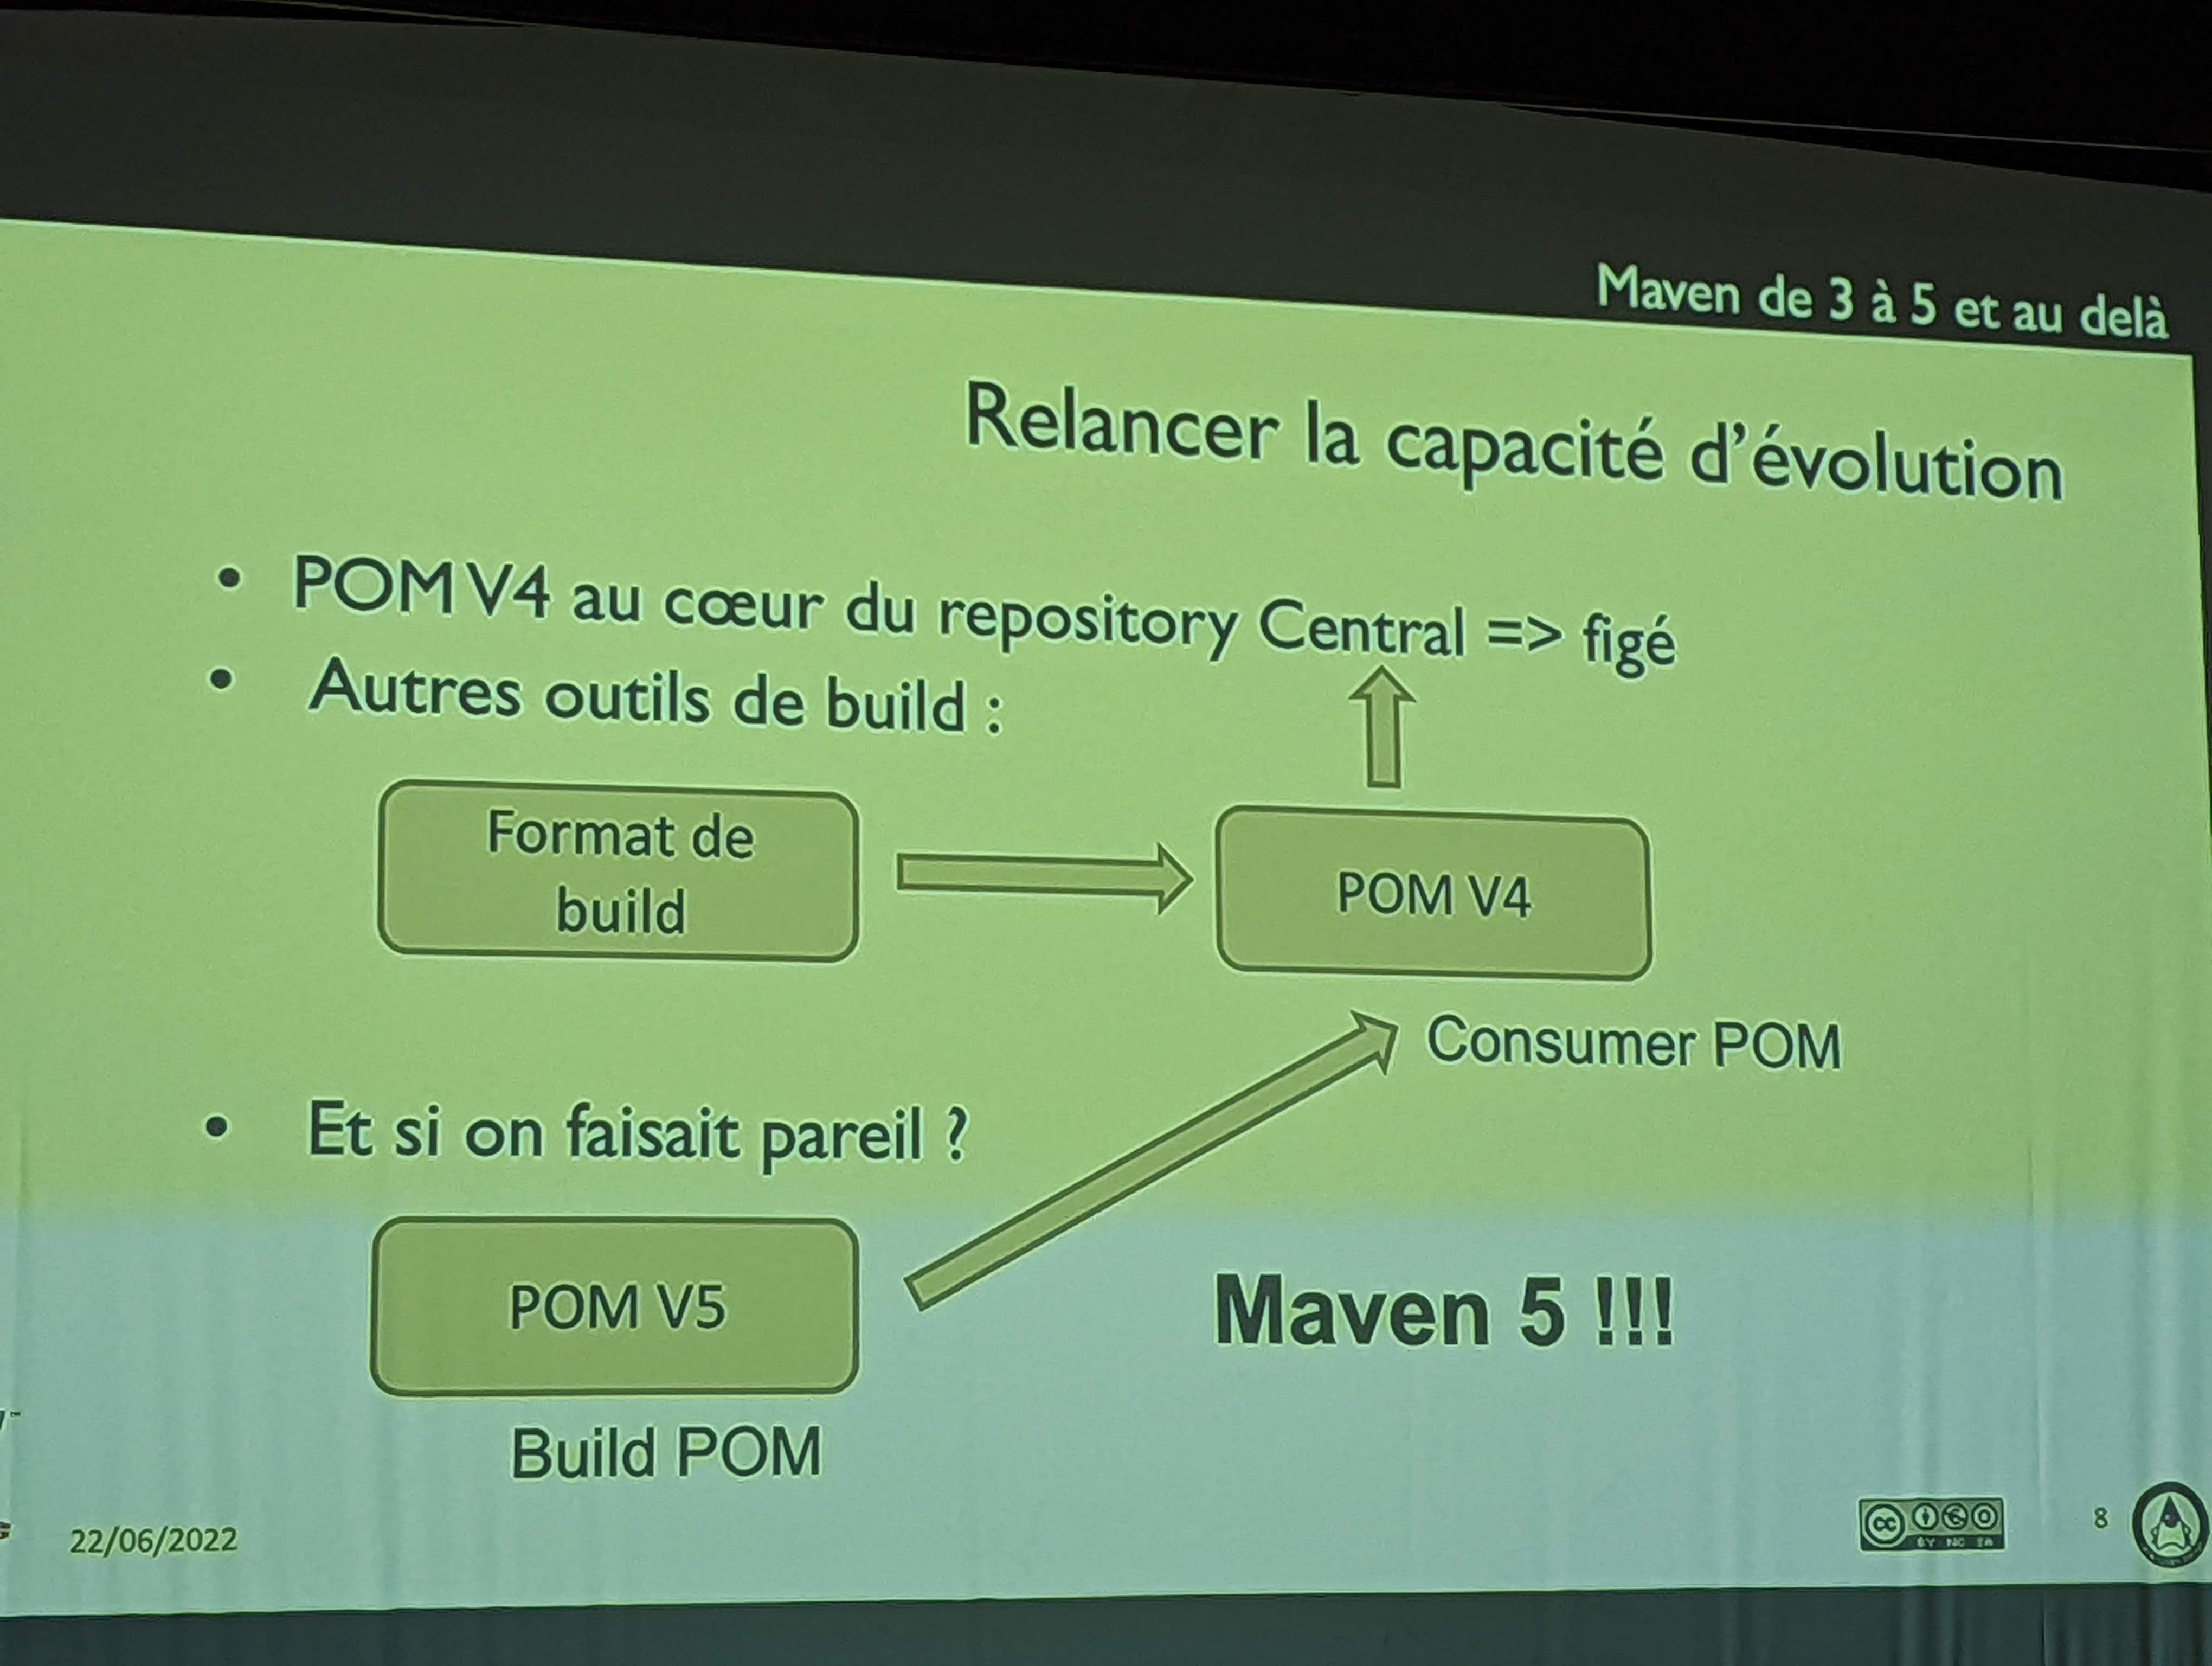 Maven de 3 à 5 et au delà
Relancer la capacité d'évolution
• POM V4 au cœur du repository Central => figé
• Autres outils de build :
Format de
build
POM V4
Consumer POM
• Et si on faisait pareil ?
POM V5
Maven 5 !!!
Build POM
22/06/2022
cc
BY NC SA
8